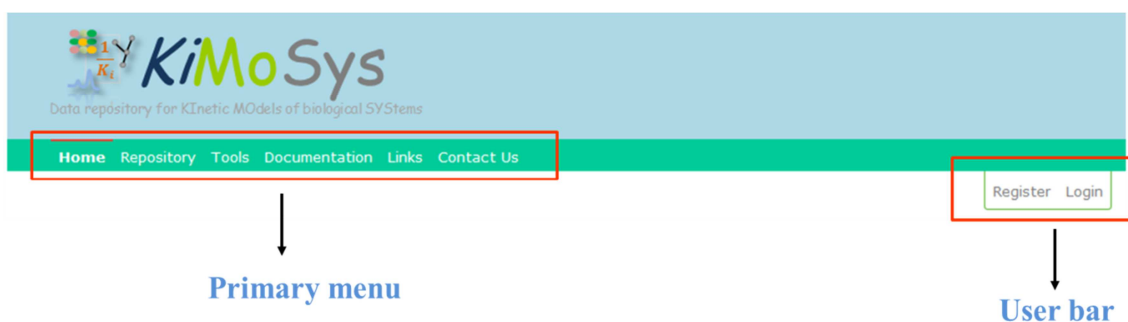 1
Ki
KiMoSys
Data repository for KInetic MOdels of biological SYStems
Home Repository Tools Documentation Links Contact Us
Register Login
Primary menu
User bar